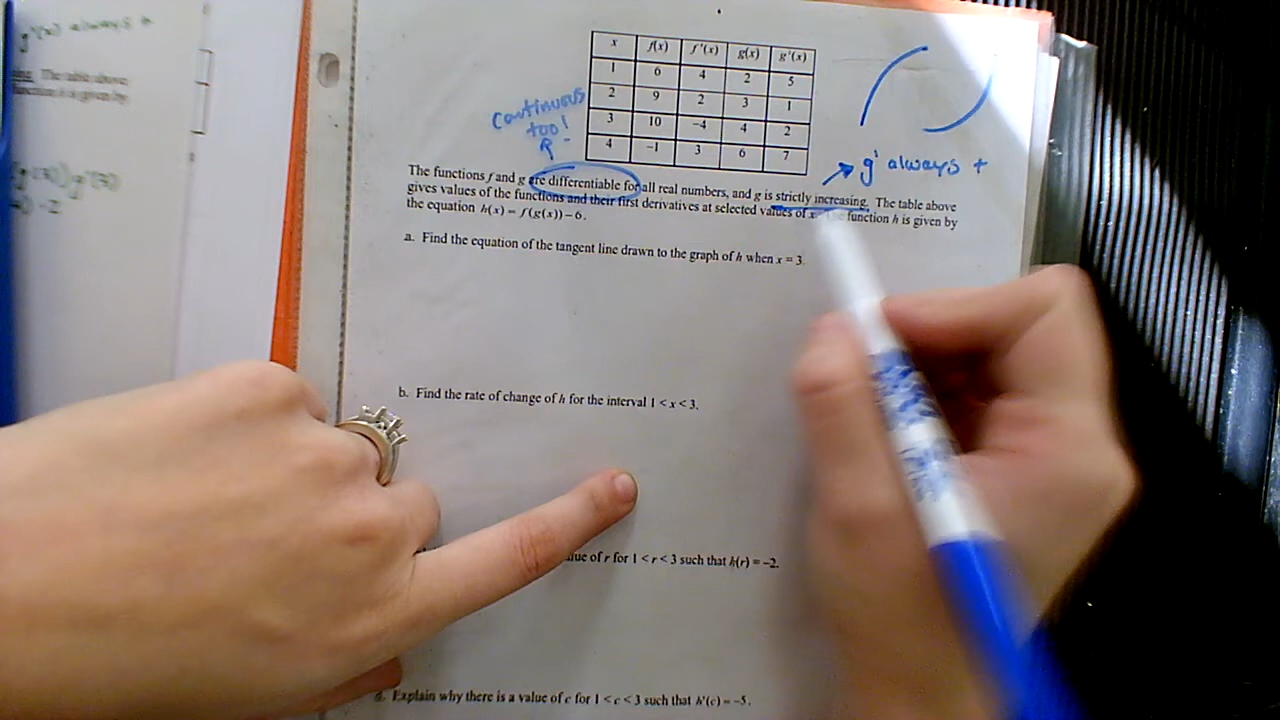 g'(x) always +
The table above
x f(x) f '(x) g(x) g '(x)
1 6 4 2 5
2 9 2 3 1
3 10 −4 4 2
4 −1 3 6 7
continuous
too!
g' always +
The functions f and g are differentiable for all real numbers, and g is strictly increasing. The table above
gives values of the functions and their first derivatives at selected values of x. The function h is given by
the equation h(x) = f(g(x)) − 6.
a. Find the equation of the tangent line drawn to the graph of h when x = 3.
b. Find the rate of change of h for the interval 1 < x < 3.
of r for 1 < r < 3 such that h(r) = −2.
d. Explain why there is a value of c for 1 < c < 3 such that h'(c) = −5.